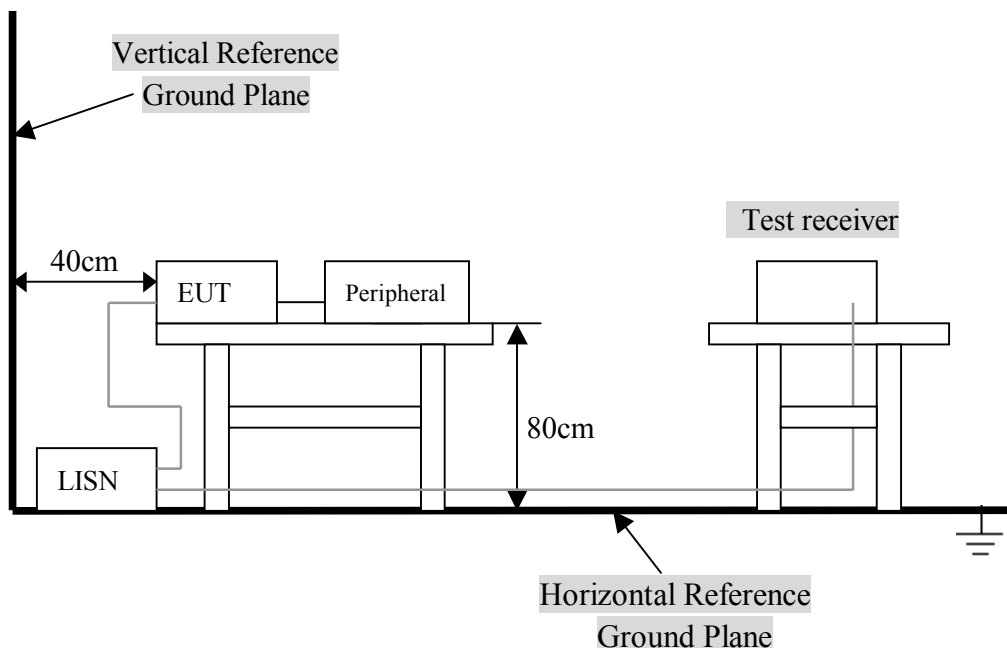 Vertical Reference
Ground Plane
Test receiver
40cm
EUT
Peripheral
80cm
LISN
Horizontal Reference
Ground Plane